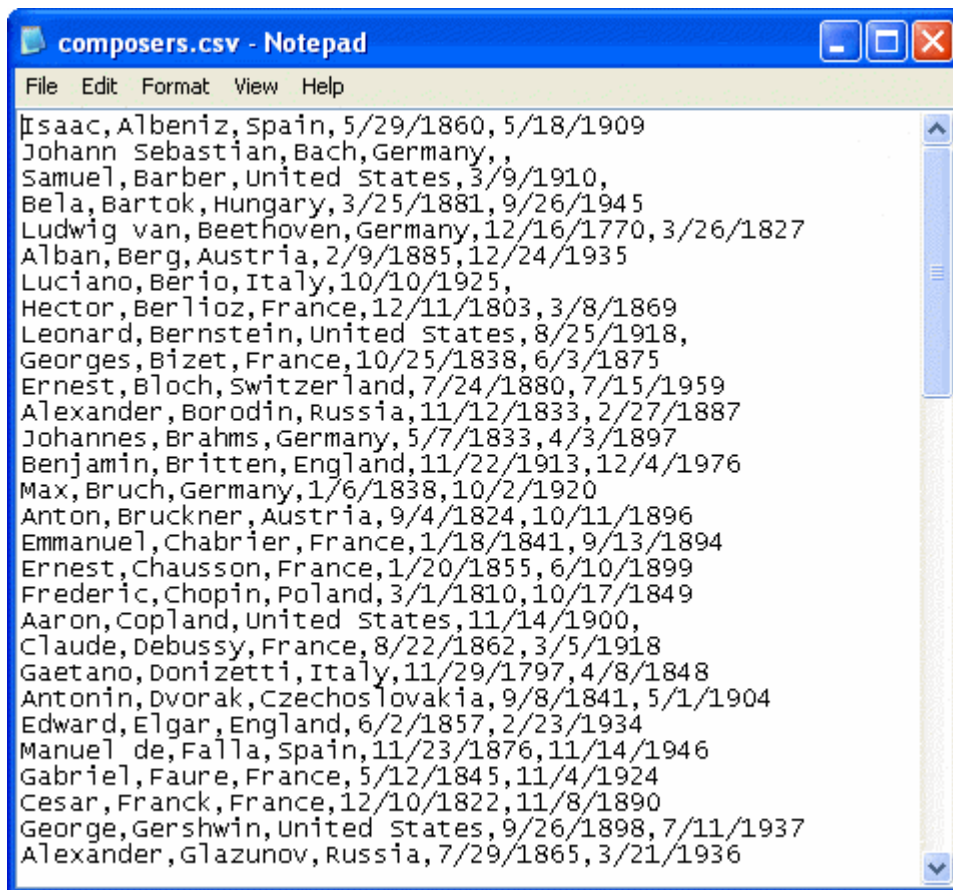 composers.csv - Notepad
File Edit Format View Help
Isaac,Albeniz,Spain,5/29/1860,5/18/1909
Johann Sebastian,Bach,Germany,,
Samuel,Barber,United States,3/9/1910,
Bela,Bartok,Hungary,3/25/1881,9/26/1945
Ludwig van,Beethoven,Germany,12/16/1770,3/26/1827
Alban,Berg,Austria,2/9/1885,12/24/1935
Luciano,Berio,Italy,10/10/1925,
Hector,Berlioz,France,12/11/1803,3/8/1869
Leonard,Bernstein,United States,8/25/1918,
Georges,Bizet,France,10/25/1838,6/3/1875
Ernest,Bloch,Switzerland,7/24/1880,7/15/1959
Alexander,Borodin,Russia,11/12/1833,2/27/1887
Johannes,Brahms,Germany,5/7/1833,4/3/1897
Benjamin,Britten,England,11/22/1913,12/4/1976
Max,Bruch,Germany,1/6/1838,10/2/1920
Anton,Bruckner,Austria,9/4/1824,10/11/1896
Emmanuel,Chabrier,France,1/18/1841,9/13/1894
Ernest,Chausson,France,1/20/1855,6/10/1899
Frederic,Chopin,Poland,3/1/1810,10/17/1849
Aaron,Copland,United States,11/14/1900,
Claude,Debussy,France,8/22/1862,3/5/1918
Gaetano,Donizetti,Italy,11/29/1797,4/8/1848
Antonin,Dvorak,Czechoslovakia,9/8/1841,5/1/1904
Edward,Elgar,England,6/2/1857,2/23/1934
Manuel de,Falla,Spain,11/23/1876,11/14/1946
Gabriel,Faure,France,5/12/1845,11/4/1924
Cesar,Franck,France,12/10/1822,11/8/1890
George,Gershwin,United States,9/26/1898,7/11/1937
Alexander,Glazunov,Russia,7/29/1865,3/21/1936